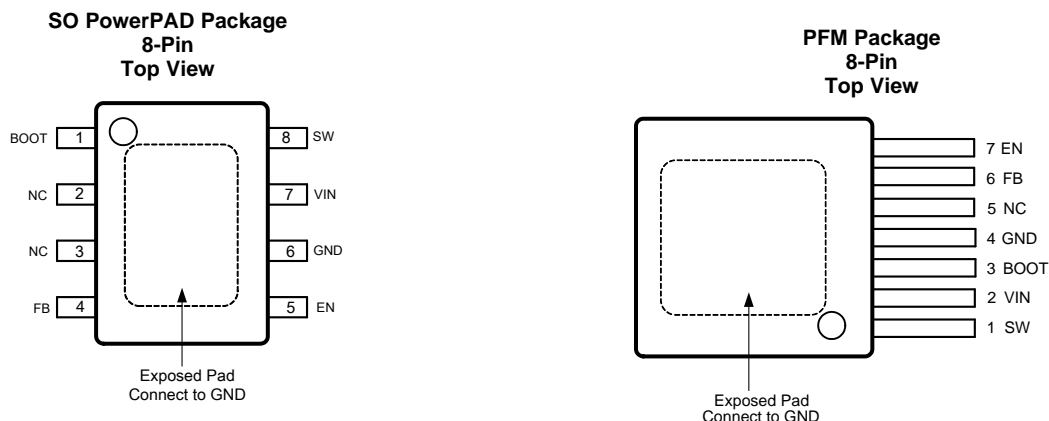 SO PowerPAD Package
8-Pin
Top View
BOOT 1
8 SW
NC 2
7 VIN
NC 3
6 GND
FB 4
5 EN
Exposed Pad
Connect to GND
PFM Package
8-Pin
Top View
7 EN
6 FB
5 NC
4 GND
3 BOOT
2 VIN
1 SW
Exposed Pad
Connect to GND